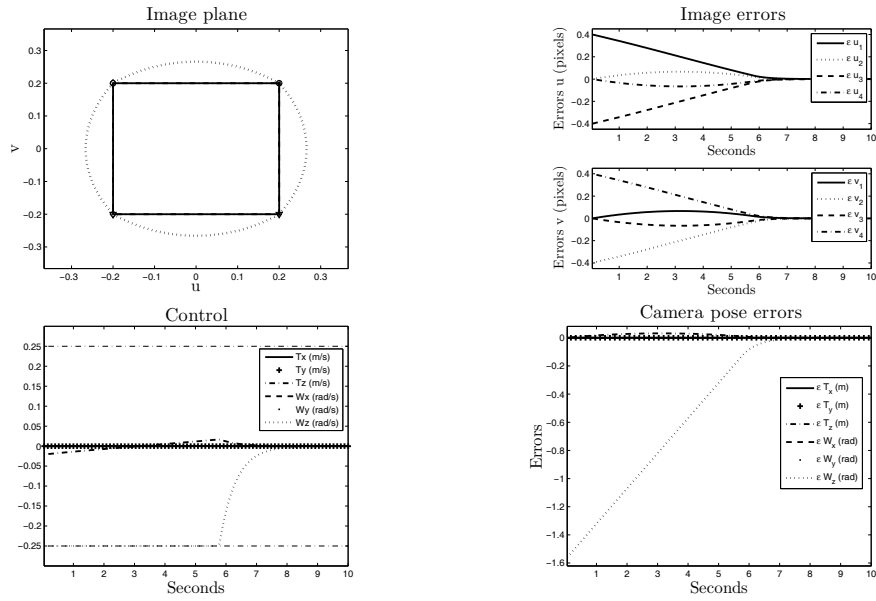 Image plane
0.3
0.2
0.1
0
−0.1
−0.2
−0.3
v
−0.3 −0.2 −0.1 0 0.1 0.2 0.3
u
Image errors
Errors u (pixels)
0.4
0.2
0
−0.2
−0.4
ε u1
ε u2
ε u3
ε u4
1 2 3 4 5 6 7 8 9 10
Seconds
Errors v (pixels)
0.4
0.2
0
−0.2
−0.4
ε v1
ε v2
ε v3
ε v4
1 2 3 4 5 6 7 8 9 10
Seconds
Control
0.25
0.2
0.15
0.1
0.05
0
−0.05
−0.1
−0.15
−0.2
−0.25
Tx (m/s)
Ty (m/s)
Tz (m/s)
Wx (rad/s)
Wy (rad/s)
Wz (rad/s)
1 2 3 4 5 6 7 8 9 10
Seconds
Camera pose errors
Errors
0
−0.2
−0.4
−0.6
−0.8
−1
−1.2
−1.4
−1.6
ε Tx (m)
ε Ty (m)
ε Tz (m)
ε Wx (rad)
ε Wy (rad)
ε Wz (rad)
1 2 3 4 5 6 7 8 9 10
Seconds